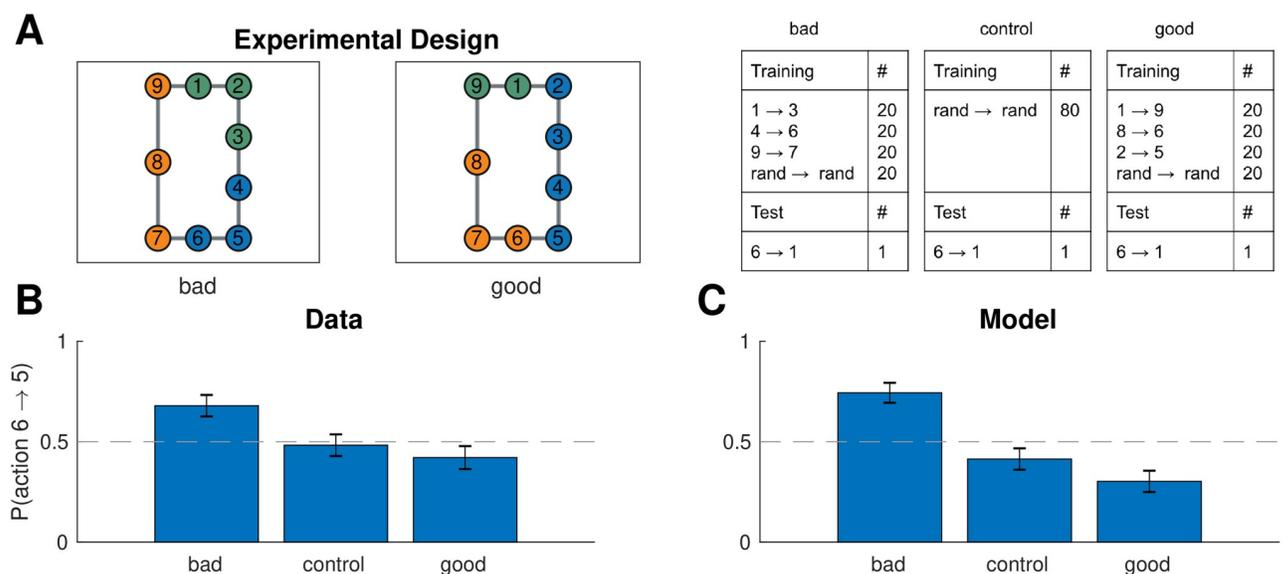 A
Experimental Design
9 1 2
3
8
4
7 6 5
bad
9 1 2
3
8
4
7 6 5
good
bad
Training #
1 → 3 20
4 → 6 20
9 → 7 20
rand → rand 20
Test #
6 → 1 1
control
Training #
rand → rand 80
Test #
6 → 1 1
good
Training #
1 → 9 20
8 → 6 20
2 → 5 20
rand → rand 20
Test #
6 → 1 1
B
Data
P(action 6 → 5)
1
0.5
0
bad control good
C
Model
1
0.5
0
bad control good